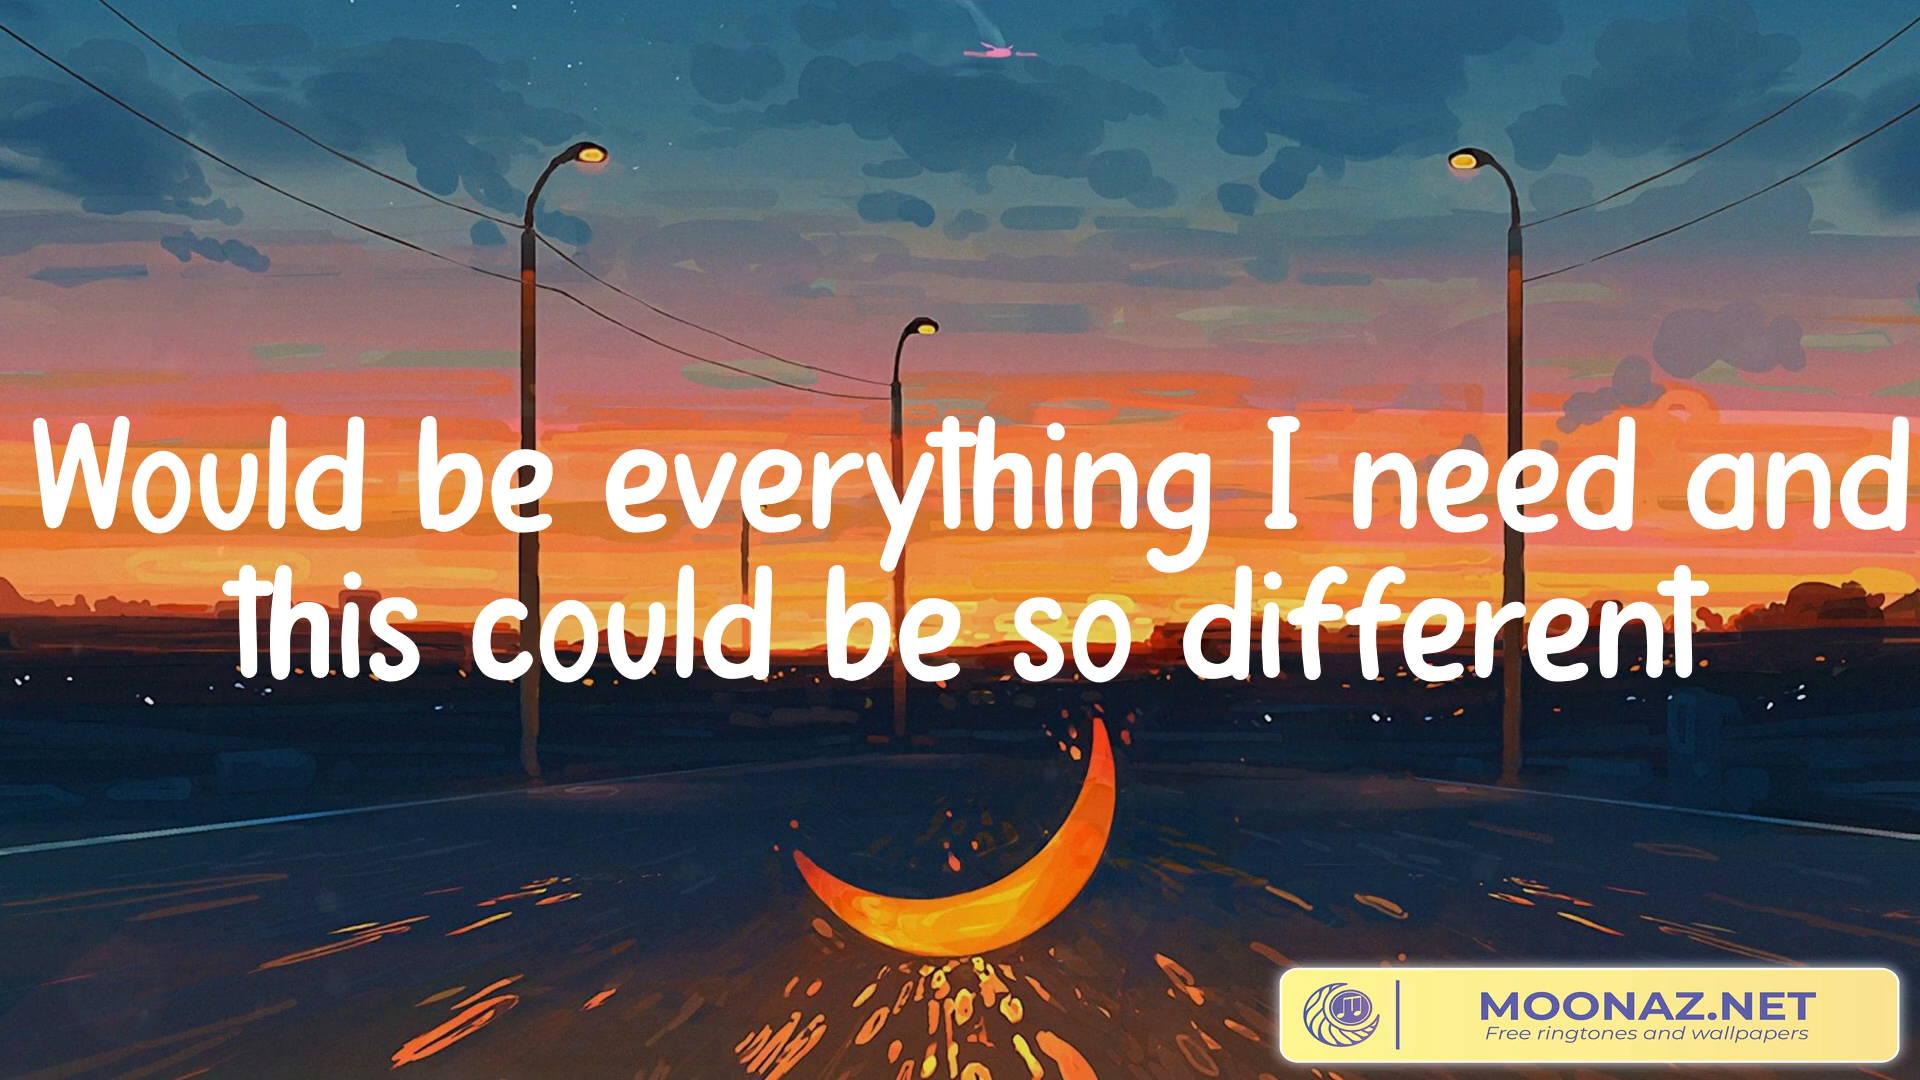 Would be everything I need and
this could be so different
MOONAZ.NET
Free ringtones and wallpapers